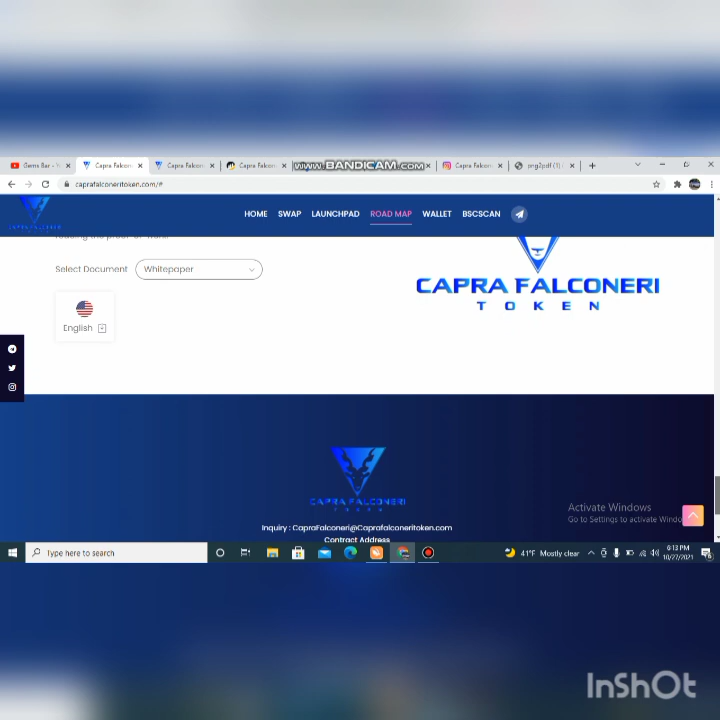 Gems Bar - Y
Capra Falcon
Capra Falcon
Capra Falcon
WWW.BANDICAM.COM
Capra Falcon
png2pdf (1)
caprafalconeritoken.com/#
HOME SWAP LAUNCHPAD ROAD MAP WALLET BSCSCAN
Select Document Whitepaper
English
CAPRA FALCONERI
TOKEN
CAPRA FALCONERI
TOKEN
Inquiry : CapraFalconeri@Caprafalconeritoken.com
Contract Address
Activate Windows
Go to Settings to activate Windo
Type here to search
41°F Mostly clear
6:13 PM
10/27/2021
InShOt